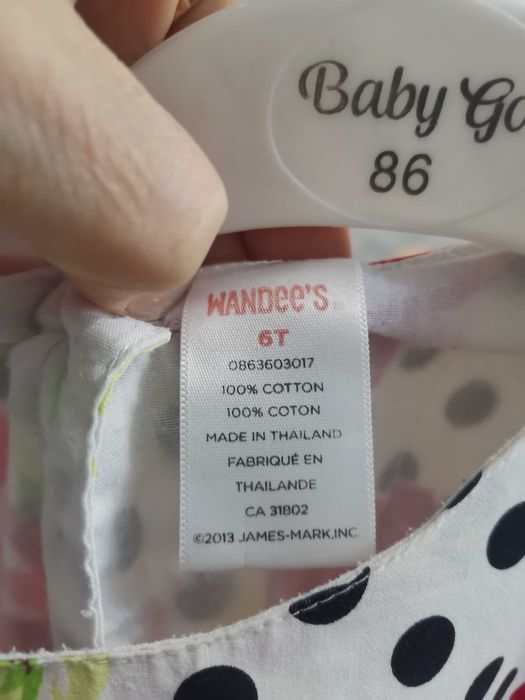 Baby Go
86
WANDee's
6T
0863603017
100% COTTON
100% COTON
MADE IN THAILAND
FABRIQUÉ EN
THAILANDE
CA 31802
©2013 JAMES-MARK,INC.